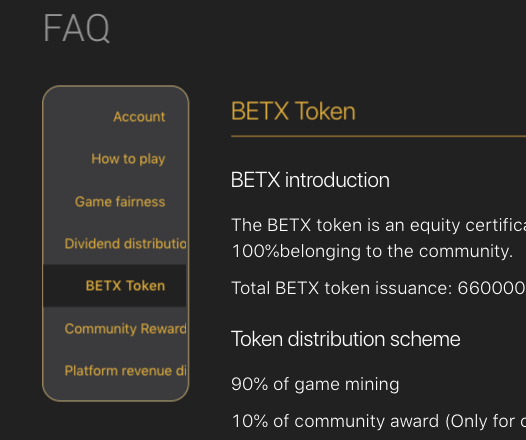 FAQ
Account
How to play
Game fairness
Dividend distributio
BETX Token
Community Reward
Platform revenue di
BETX Token
BETX introduction
The BETX token is an equity certifica
100%belonging to the community.
Total BETX token issuance: 660000
Token distribution scheme
90% of game mining
10% of community award (Only for